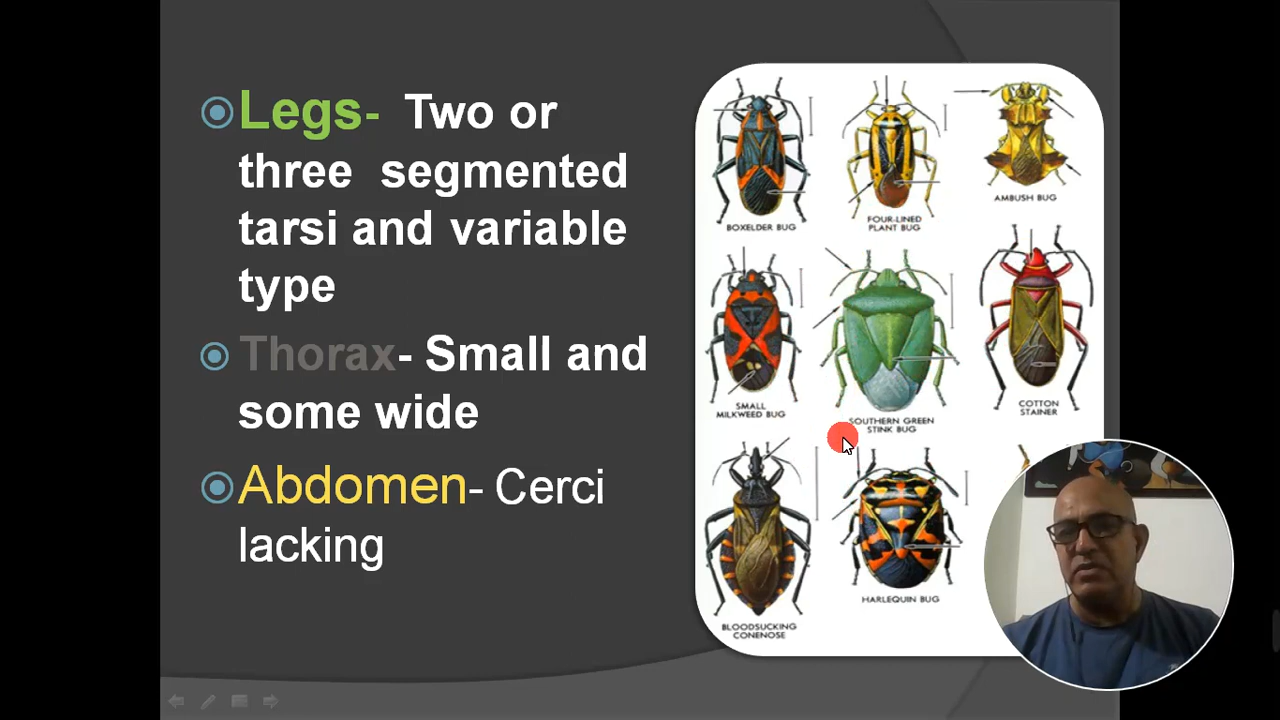 Legs- Two or
three segmented
tarsi and variable
type
Thorax- Small and
some wide
Abdomen- Cerci
lacking
BOXELDER BUG
FOUR-LINED
PLANT BUG
AMBUSH BUG
SMALL
MILKWEED BUG
SOUTHERN GREEN
STINK BUG
COTTON
STAINER
BLOODSUCKING
CONENOSE
HARLEQUIN BUG